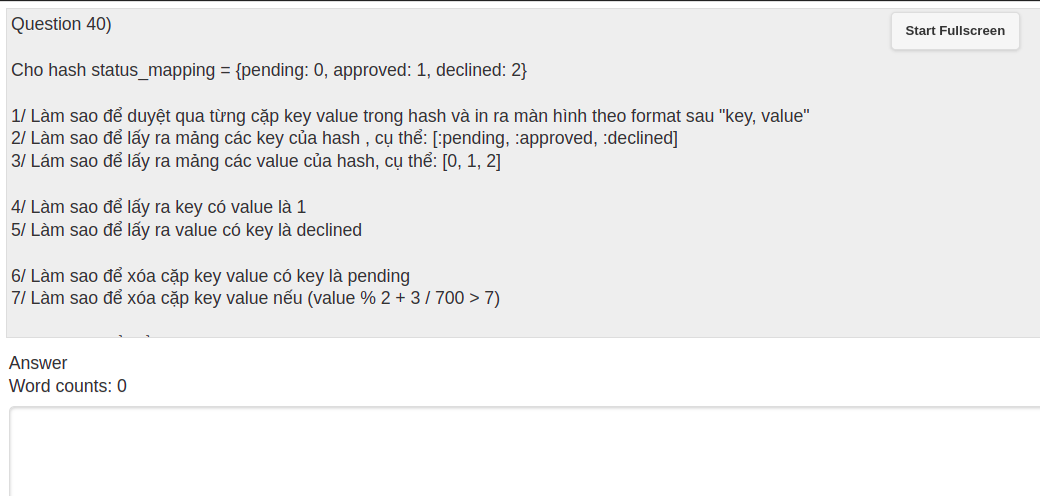 Question 40)
Start Fullscreen
Cho hash status_mapping = {pending: 0, approved: 1, declined: 2}
1/ Làm sao để duyệt qua từng cặp key value trong hash và in ra màn hình theo format sau "key, value"
2/ Làm sao để lấy ra mảng các key của hash , cụ thể: [:pending, :approved, :declined]
3/ Lám sao để lấy ra mảng các value của hash, cụ thể: [0, 1, 2]
4/ Làm sao để lấy ra key có value là 1
5/ Làm sao để lấy ra value có key là declined
6/ Làm sao để xóa cặp key value có key là pending
7/ Làm sao để xóa cặp key value nếu (value % 2 + 3 / 700 > 7)
Answer
Word counts: 0